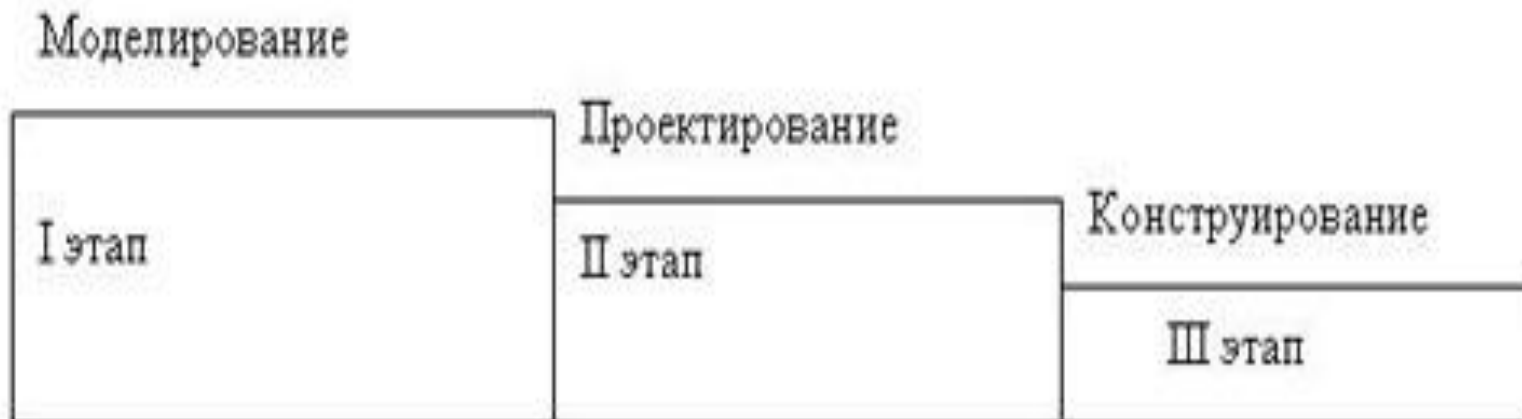 Моделирование
Проектирование
Конструирование
I этап
II этап
III этап